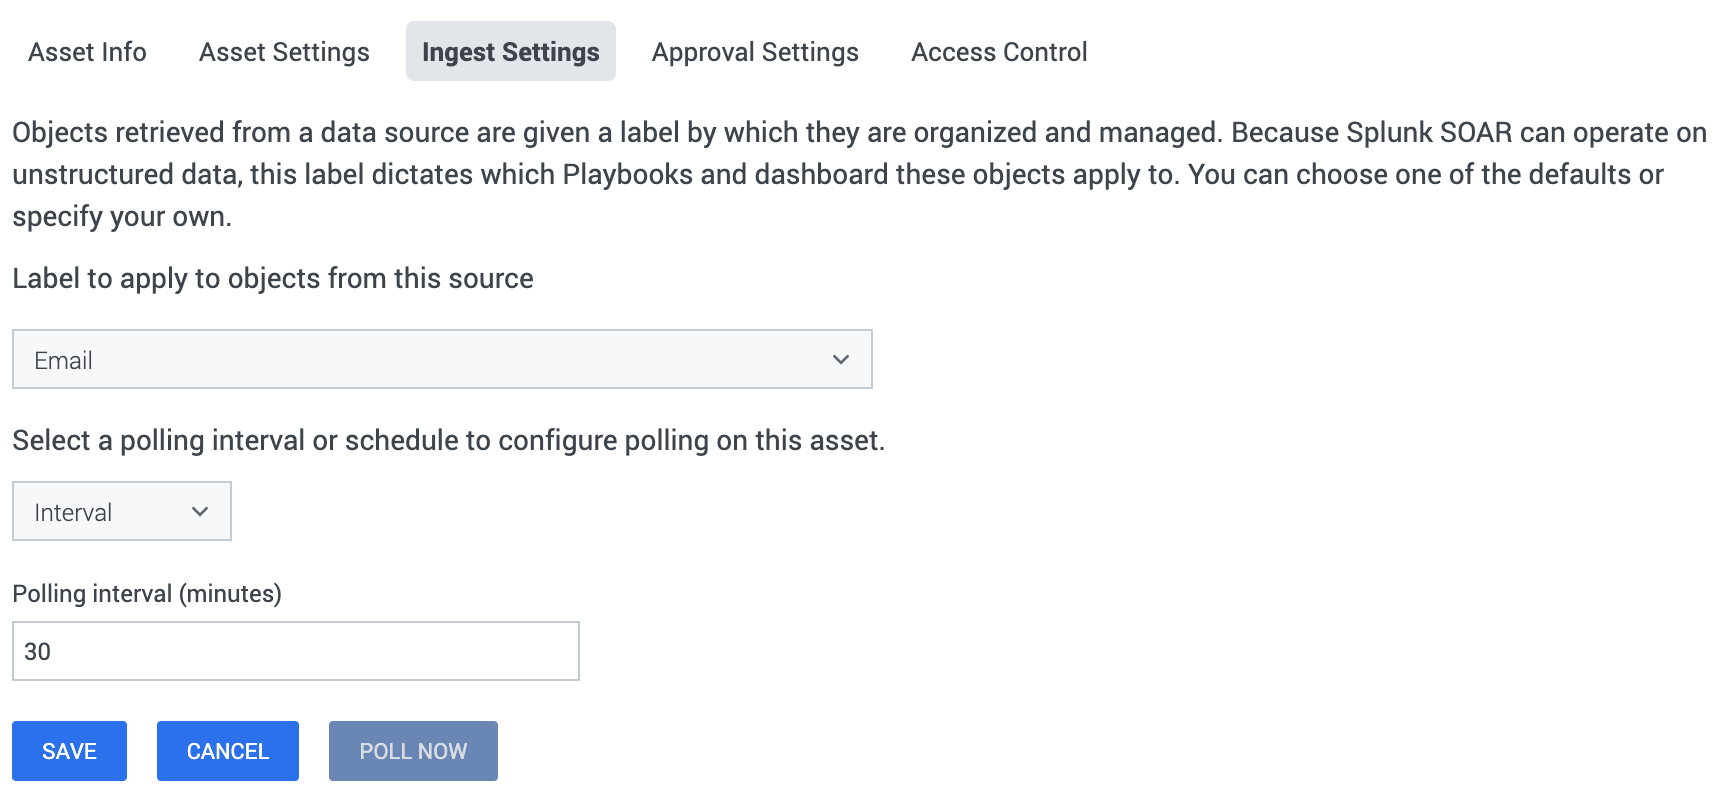 Asset Info Asset Settings Ingest Settings Approval Settings Access Control
Objects retrieved from a data source are given a label by which they are organized and managed. Because Splunk SOAR can operate on
unstructured data, this label dictates which Playbooks and dashboard these objects apply to. You can choose one of the defaults or
specify your own.
Label to apply to objects from this source
Email
Select a polling interval or schedule to configure polling on this asset.
Interval
Polling interval (minutes)
30
SAVE CANCEL POLL NOW